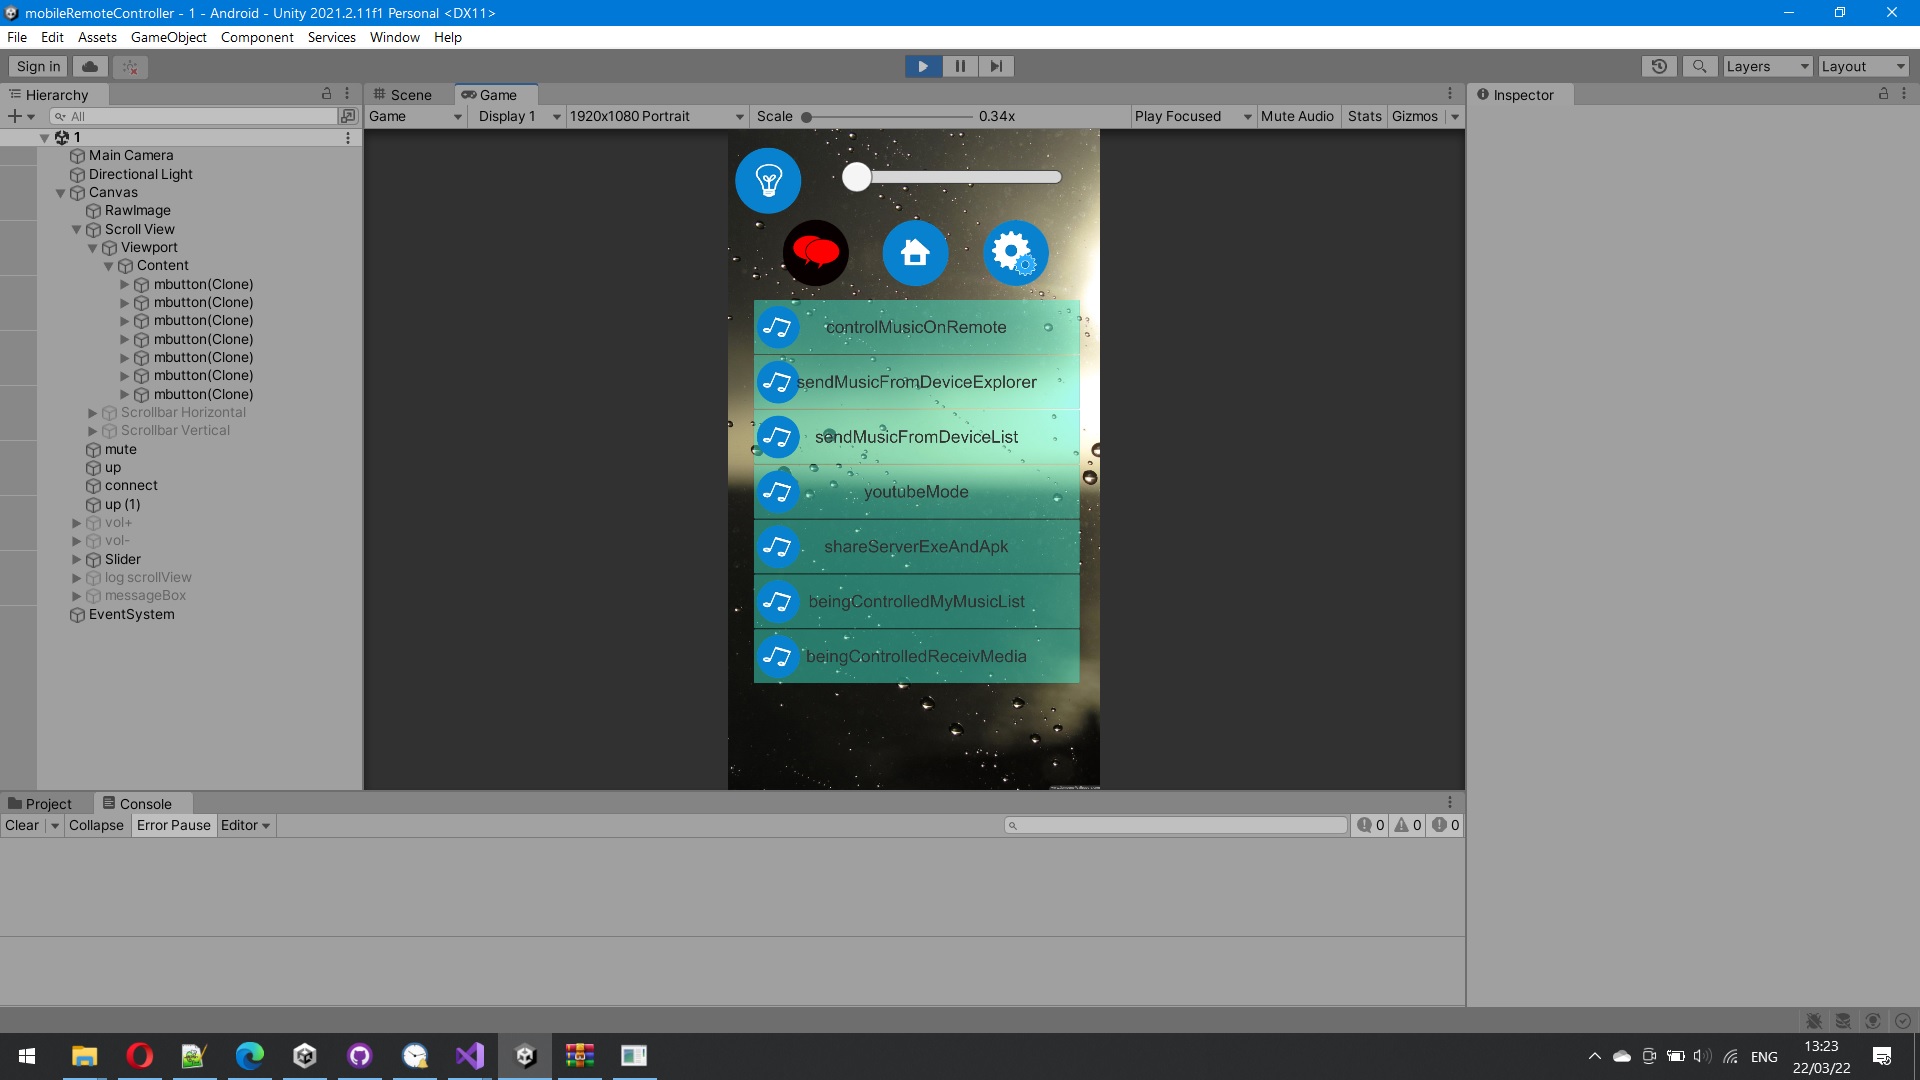 mobileRemoteController - 1 - Android - Unity 2021.2.11f1 Personal <DX11>
File Edit Assets GameObject Component Services Window Help
Sign in
Layers Layout
Hierarchy
Scene Game
Inspector
All
Game Display 1 1920x1080 Portrait Scale 0.34x Play Focused Mute Audio Stats Gizmos
1
Main Camera
Directional Light
Canvas
RawImage
Scroll View
Viewport
Content
mbutton(Clone)
mbutton(Clone)
mbutton(Clone)
mbutton(Clone)
mbutton(Clone)
mbutton(Clone)
mbutton(Clone)
Scrollbar Horizontal
Scrollbar Vertical
mute
up
connect
up (1)
vol+
vol-
Slider
log scrollView
messageBox
EventSystem
controlMusicOnRemote
sendMusicFromDeviceExplorer
sendMusicFromDeviceList
youtubeMode
shareServerExeAndApk
beingControlledMyMusicList
beingControlledReceivMedia
Project Console
Clear Collapse Error Pause Editor
0 0 0
ENG
13:23
22/03/22